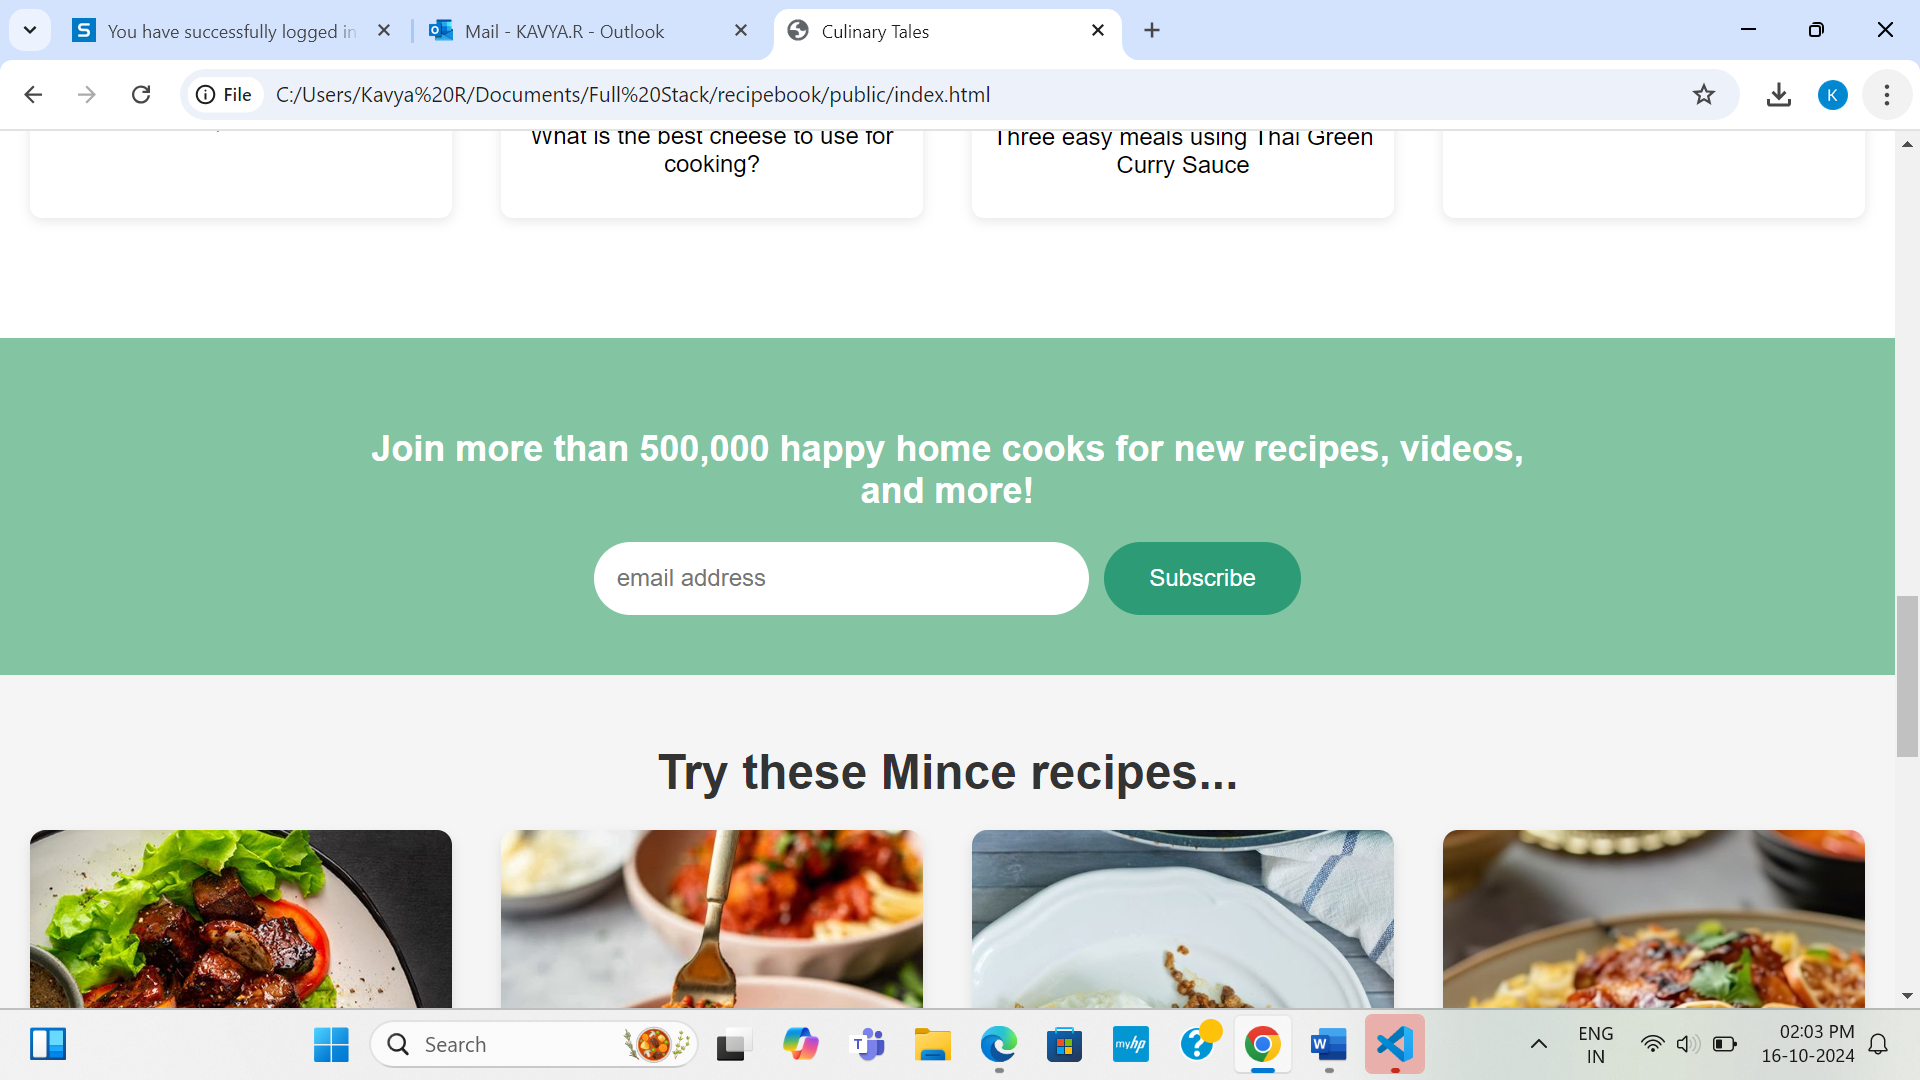 You have successfully logged in
Mail - KAVYA.R - Outlook
Culinary Tales
File
C:/Users/Kavya%20R/Documents/Full%20Stack/recipebook/public/index.html
K
What is the best cheese to use for
cooking?
Three easy meals using Thai Green
Curry Sauce
Join more than 500,000 happy home cooks for new recipes, videos,
and more!
email address
Subscribe
Try these Mince recipes...
Search
myhp
ENG
IN
02:03 PM
16-10-2024